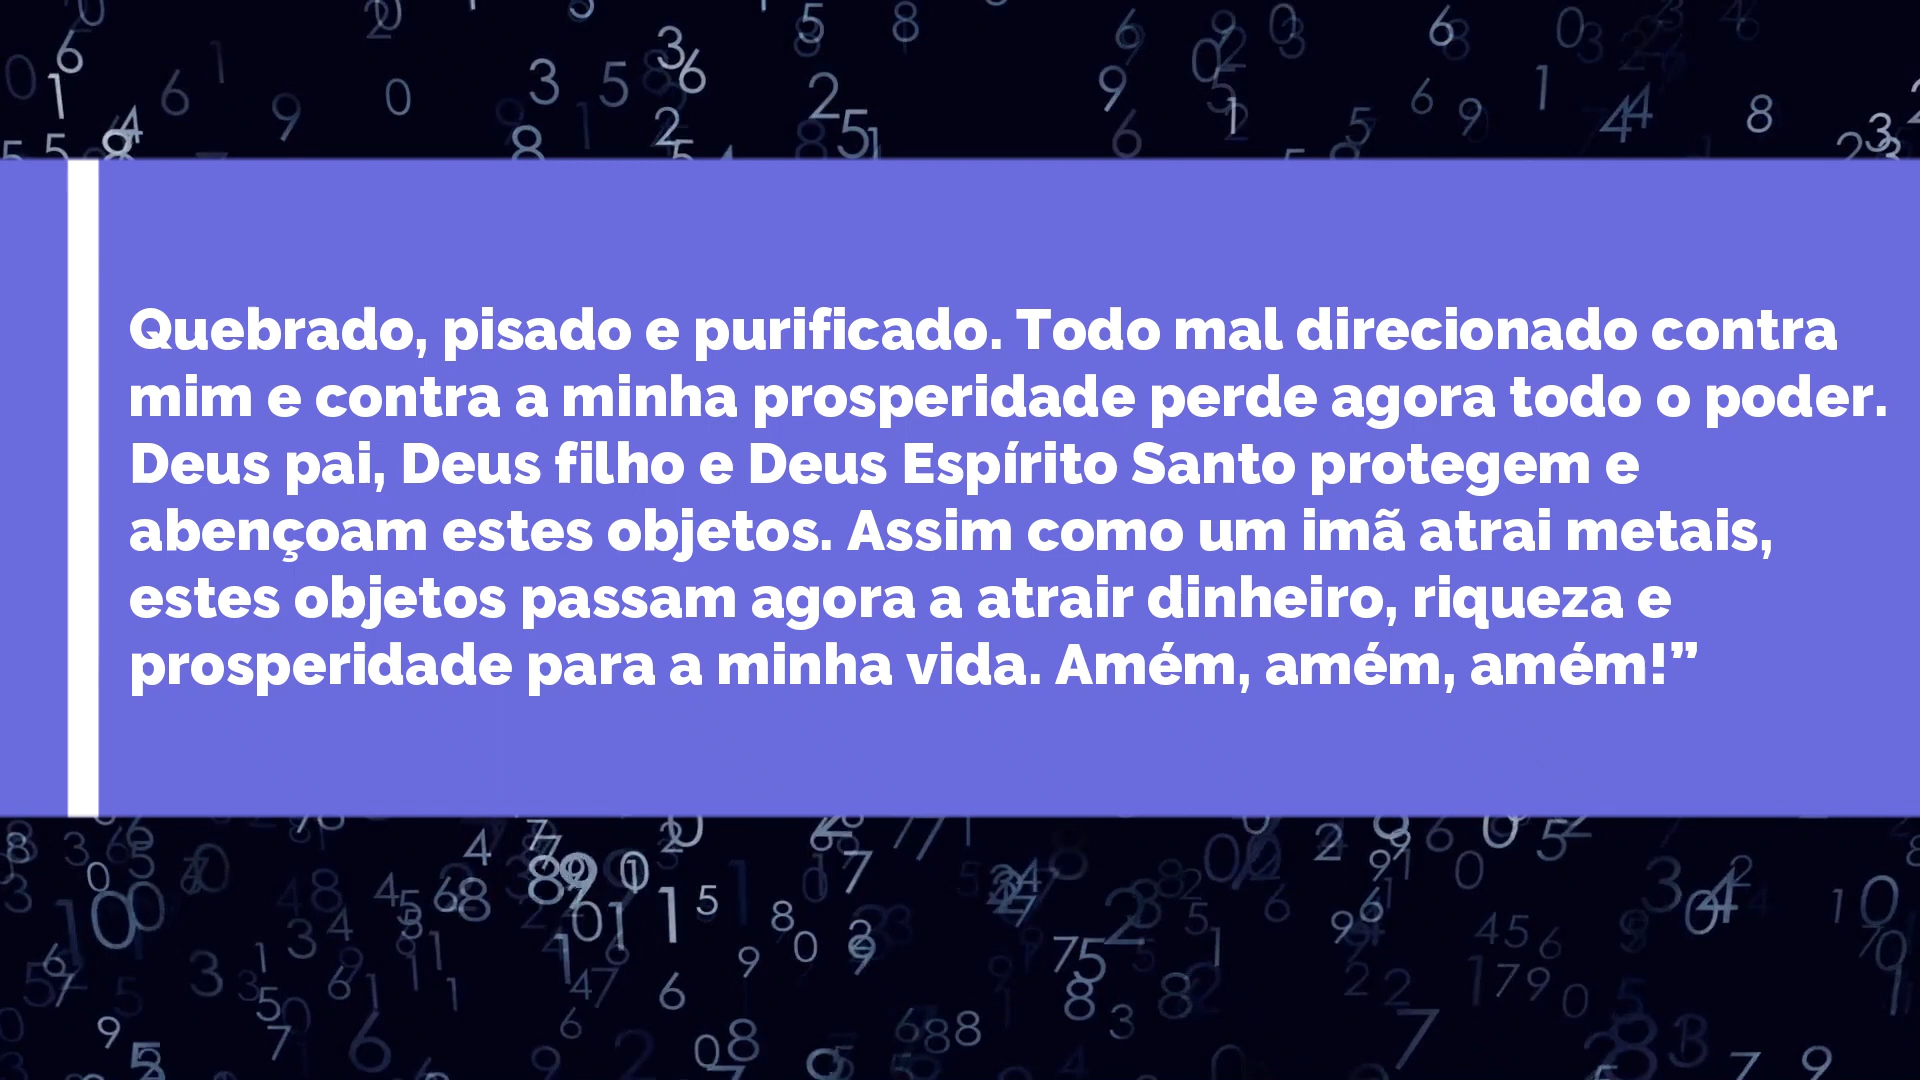 Quebrado, pisado e purificado. Todo mal direcionado contra
mim e contra a minha prosperidade perde agora todo o poder.
Deus pai, Deus filho e Deus Espírito Santo protegem e
abençoam estes objetos. Assim como um imã atrai metais,
estes objetos passam agora a atrair dinheiro, riqueza e
prosperidade para a minha vida. Amém, amém, amém!”